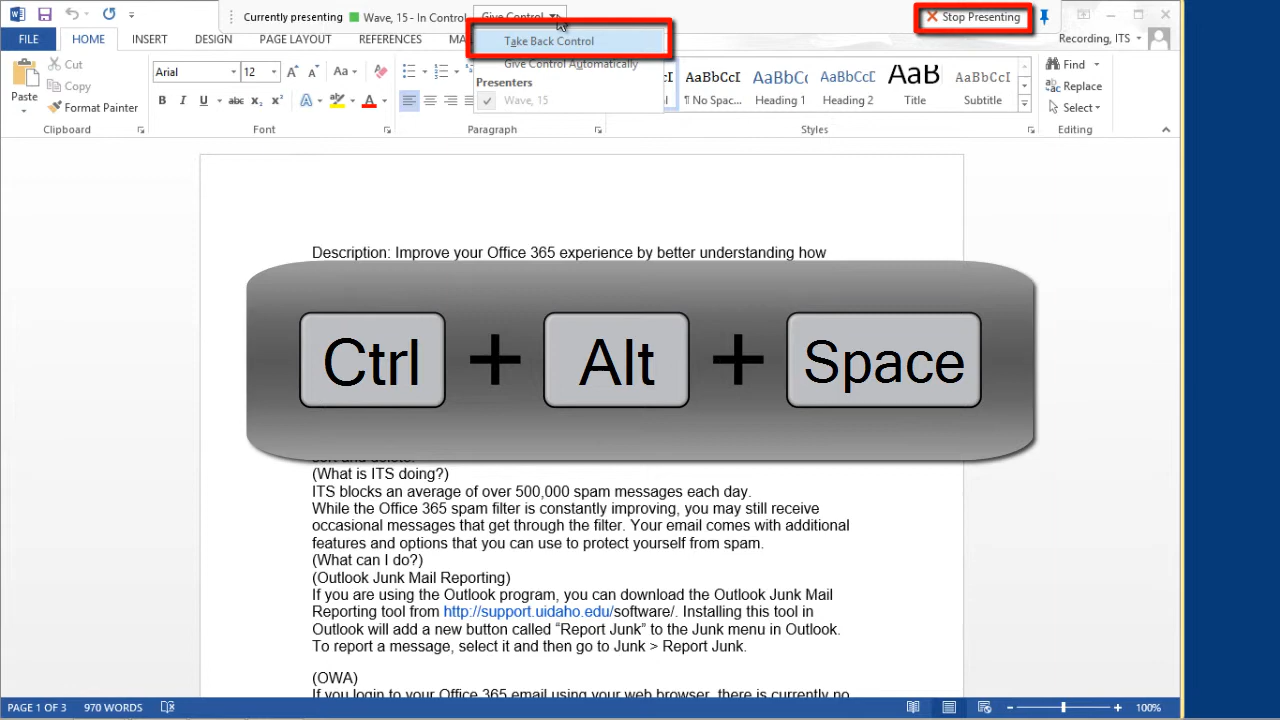 Currently presenting Wave, 15 - In Control Give Control Stop Presenting
FILE HOME INSERT DESIGN PAGE LAYOUT REFERENCES MA Take Back Control Recording, ITS
Give Control Automatically
Presenters
✓ Wave, 15
Paste Cut
Copy
Format Painter
Clipboard
Arial 12 Aa
B I U abc x₂ x² A A
Font
Paragraph
AaBbCcI AaBbCcI AaBbCcI AaB AaBbCcI
¶ No Spac... Heading 1 Heading 2 Title Subtitle
Styles
Find
Replace
Select
Editing
Description: Improve your Office 365 experience by better understanding how
Ctrl + Alt + Space
(What is ITS doing?)
ITS blocks an average of over 500,000 spam messages each day.
While the Office 365 spam filter is constantly improving, you may still receive
occasional messages that get through the filter. Your email comes with additional
features and options that you can use to protect yourself from spam.
(What can I do?)
(Outlook Junk Mail Reporting)
If you are using the Outlook program, you can download the Outlook Junk Mail
Reporting tool from http://support.uidaho.edu/software/. Installing this tool in
Outlook will add a new button called “Report Junk” to the Junk menu in Outlook.
To report a message, select it and then go to Junk > Report Junk.
(OWA)
If you login to your Office 365 email using your web browser, there is currently no
PAGE 1 OF 3 970 WORDS 100%